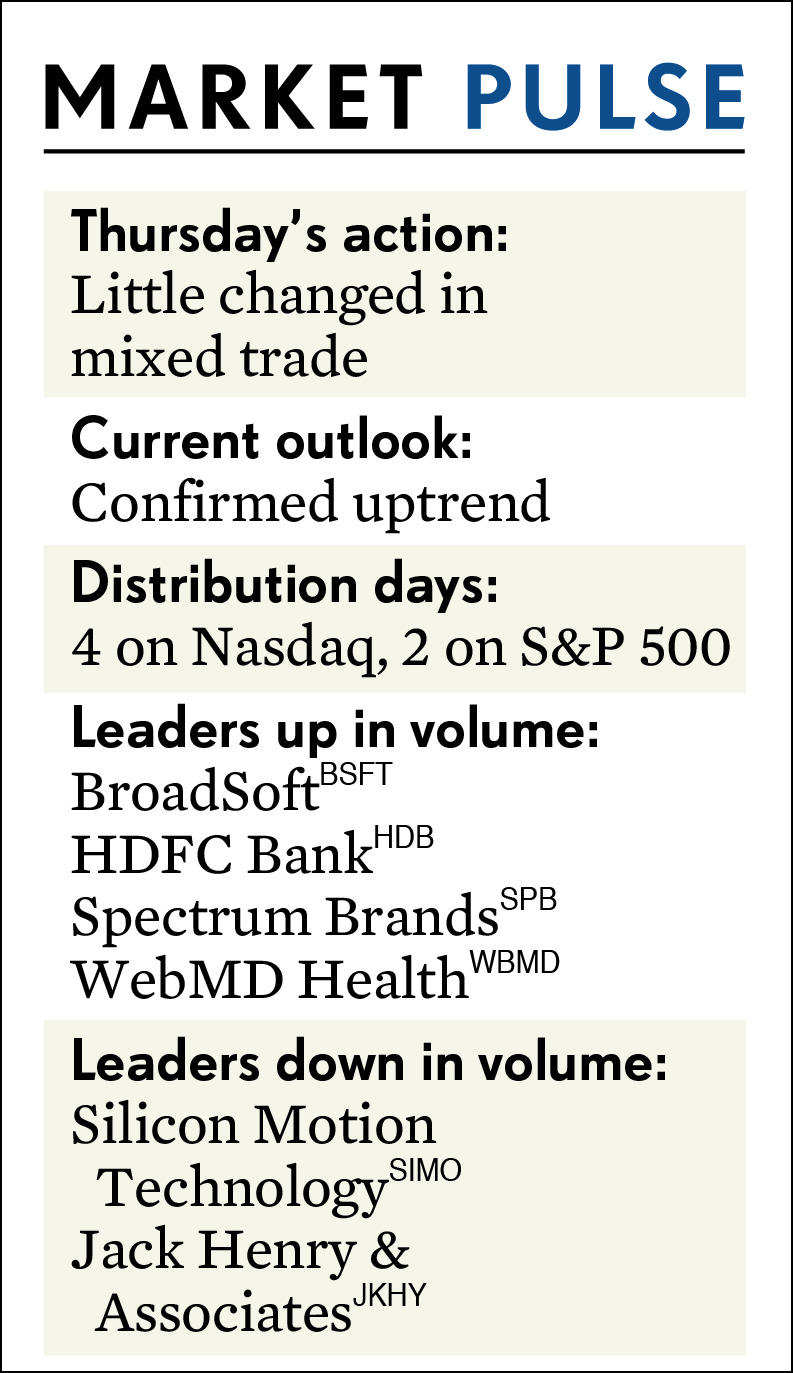 MARKET PULSE
Thursday’s action:
Little changed in
mixed trade
Current outlook:
Confirmed uptrend
Distribution days:
4 on Nasdaq, 2 on S&P 500
Leaders up in volume:
BroadSoft BSFT
HDFC Bank HDB
Spectrum Brands SPB
WebMD Health WBMD
Leaders down in volume:
Silicon Motion
Technology SIMO
Jack Henry &
Associates JKHY